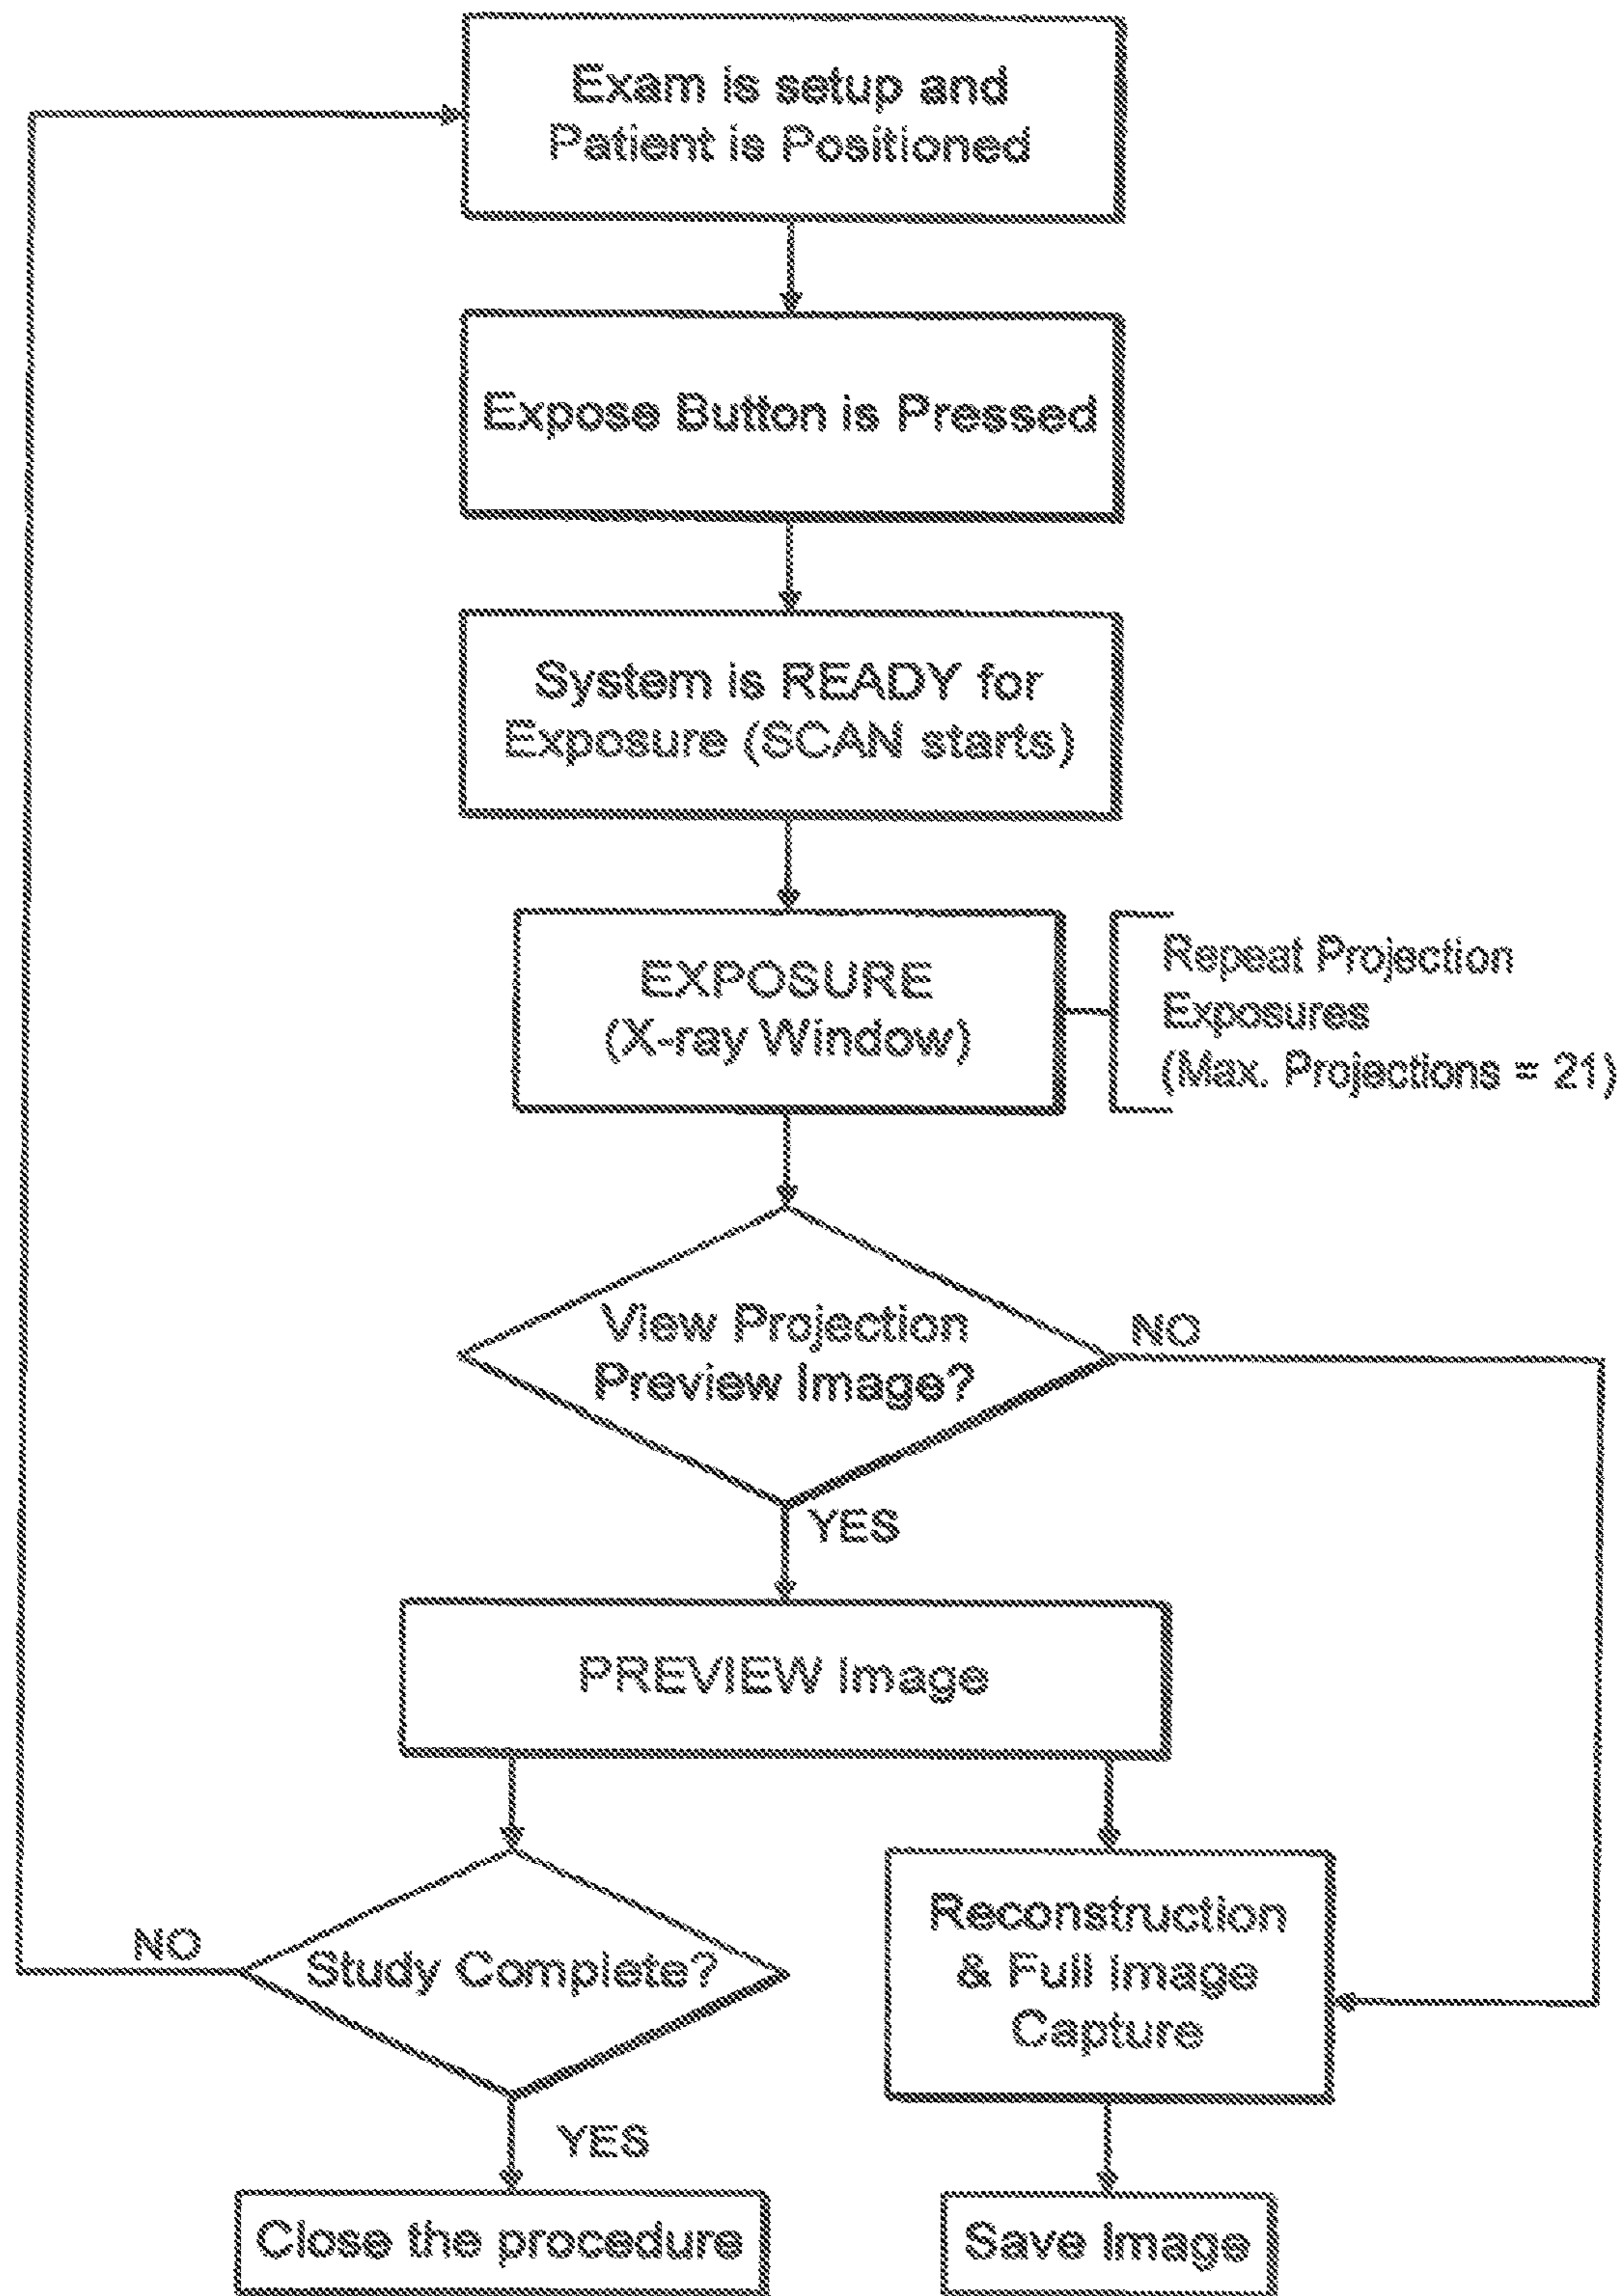 Exam is setup and
Patient is Positioned
Expose Button is Pressed
System is READY for
Exposure (SCAN starts)
EXPOSURE
(X-ray Window)
Repeat Projection
Exposures
(Max. Projections = 21)
View Projection
Preview Image?
NO
YES
PREVIEW Image
NO
Study Complete?
Reconstruction
& Full Image
Capture
YES
Close the procedure
Save Image